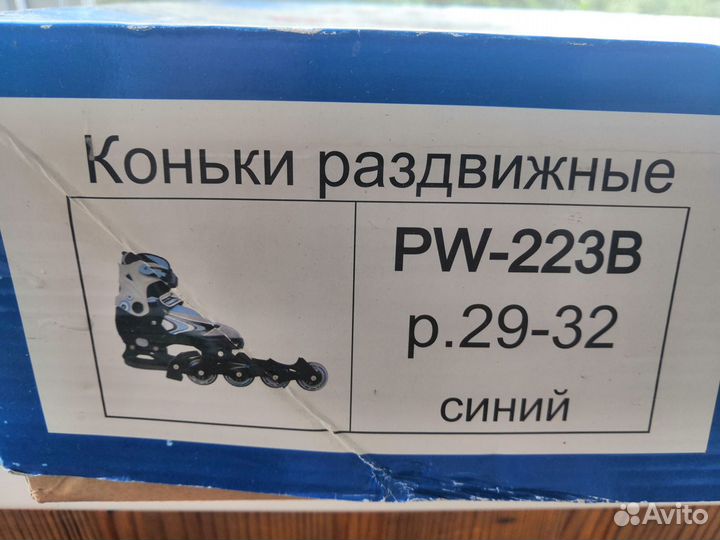 Коньки раздвижные
PW-223B
р.29-32
синий
Avito